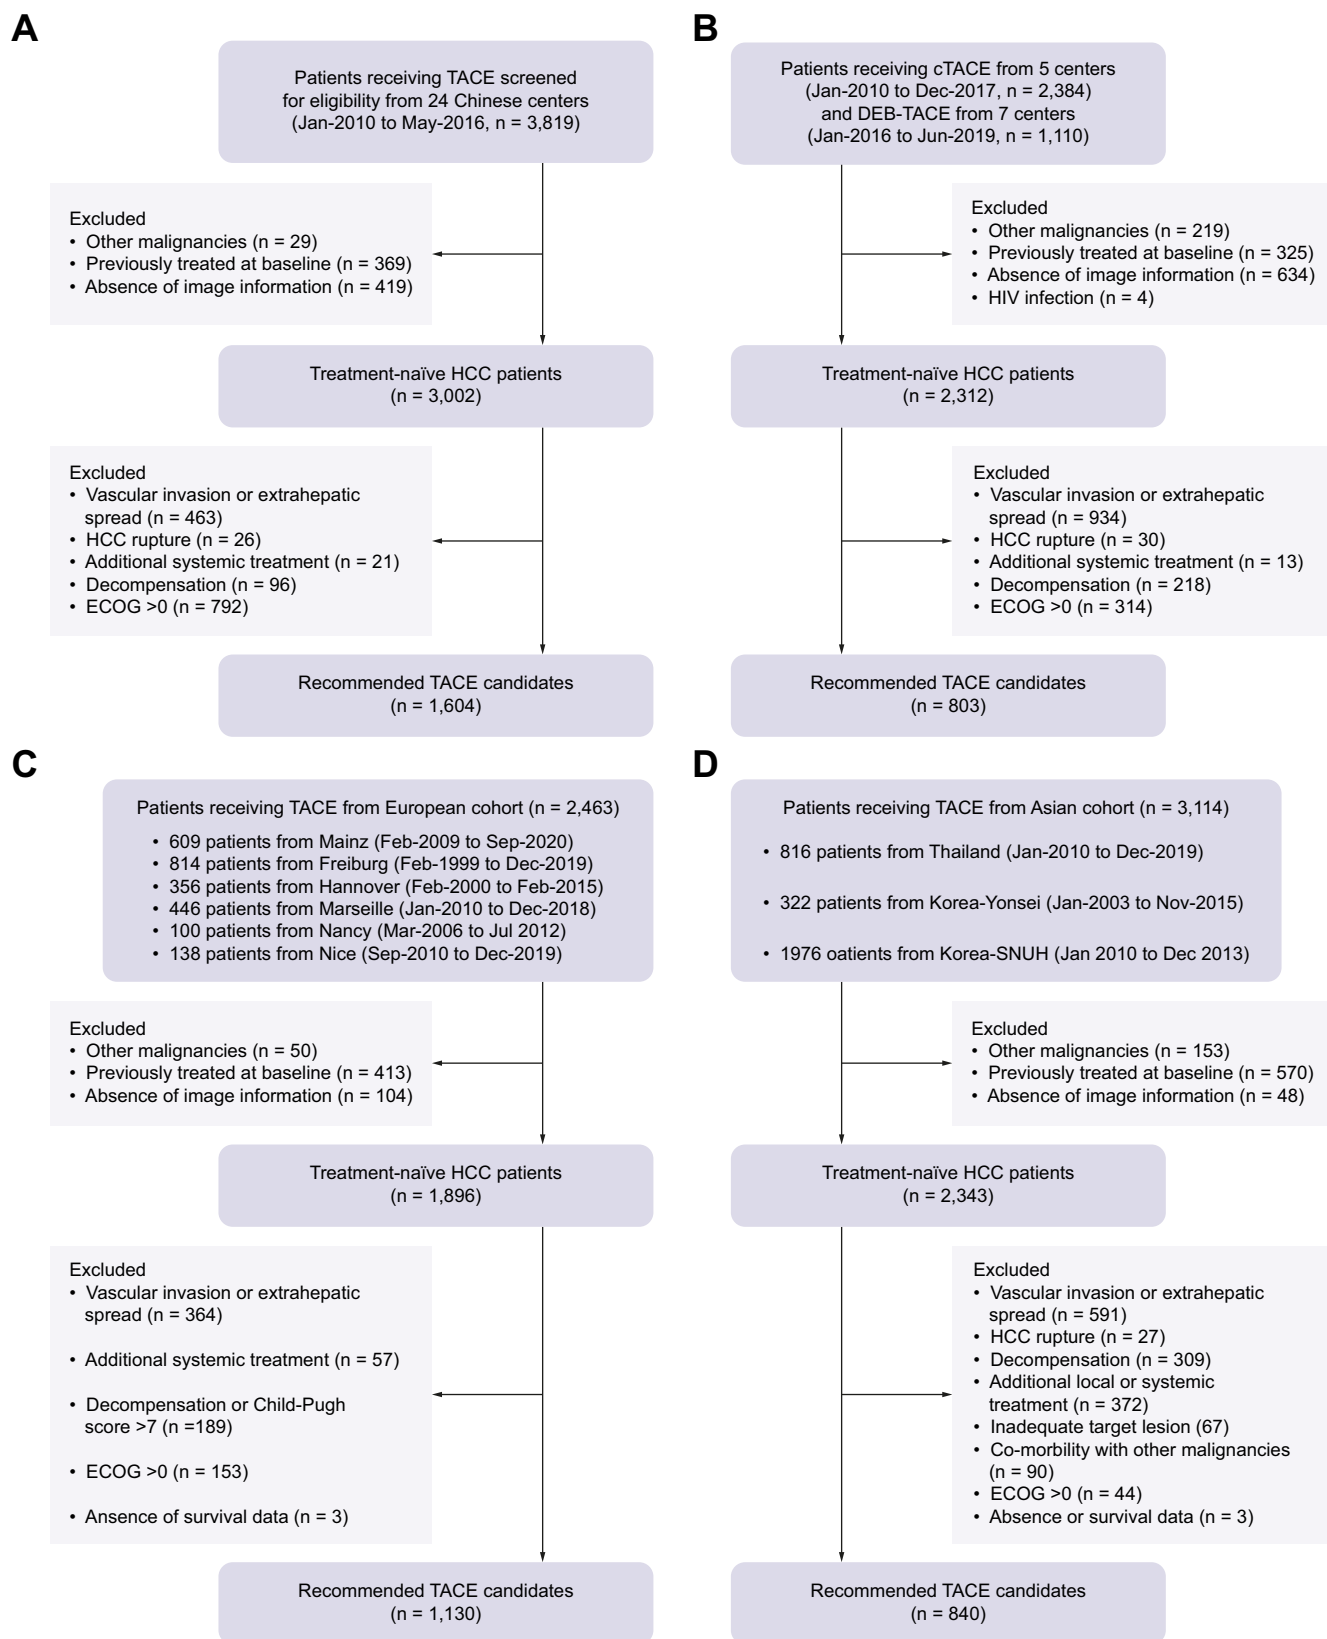 A
Patients receiving TACE screened
for eligibility from 24 Chinese centers
(Jan-2010 to May-2016, n = 3,819)
Excluded
• Other malignancies (n = 29)
• Previously treated at baseline (n = 369)
• Absence of image information (n = 419)
Treatment-naïve HCC patients
(n = 3,002)
Excluded
• Vascular invasion or extrahepatic
spread (n = 463)
• HCC rupture (n = 26)
• Additional systemic treatment (n = 21)
• Decompensation (n = 96)
• ECOG >0 (n = 792)
Recommended TACE candidates
(n = 1,604)
B
Patients receiving cTACE from 5 centers
(Jan-2010 to Dec-2017, n = 2,384)
and DEB-TACE from 7 centers
(Jan-2016 to Jun-2019, n = 1,110)
Excluded
• Other malignancies (n = 219)
• Previously treated at baseline (n = 325)
• Absence of image information (n = 634)
• HIV infection (n = 4)
Treatment-naïve HCC patients
(n = 2,312)
Excluded
• Vascular invasion or extrahepatic
spread (n = 934)
• HCC rupture (n = 30)
• Additional systemic treatment (n = 13)
• Decompensation (n = 218)
• ECOG >0 (n = 314)
Recommended TACE candidates
(n = 803)
C
Patients receiving TACE from European cohort (n = 2,463)
• 609 patients from Mainz (Feb-2009 to Sep-2020)
• 814 patients from Freiburg (Feb-1999 to Dec-2019)
• 356 patients from Hannover (Feb-2000 to Feb-2015)
• 446 patients from Marseille (Jan-2010 to Dec-2018)
• 100 patients from Nancy (Mar-2006 to Jul 2012)
• 138 patients from Nice (Sep-2010 to Dec-2019)
Excluded
• Other malignancies (n = 50)
• Previously treated at baseline (n = 413)
• Absence of image information (n = 104)
Treatment-naïve HCC patients
(n = 1,896)
Excluded
• Vascular invasion or extrahepatic
spread (n = 364)
• Additional systemic treatment (n = 57)
• Decompensation or Child-Pugh
score >7 (n =189)
• ECOG >0 (n = 153)
• Ansence of survival data (n = 3)
Recommended TACE candidates
(n = 1,130)
D
Patients receiving TACE from Asian cohort (n = 3,114)
• 816 patients from Thailand (Jan-2010 to Dec-2019)
• 322 patients from Korea-Yonsei (Jan-2003 to Nov-2015)
• 1976 oatients from Korea-SNUH (Jan 2010 to Dec 2013)
Excluded
• Other malignancies (n = 153)
• Previously treated at baseline (n = 570)
• Absence of image information (n = 48)
Treatment-naïve HCC patients
(n = 2,343)
Excluded
• Vascular invasion or extrahepatic
spread (n = 591)
• HCC rupture (n = 27)
• Decompensation (n = 309)
• Additional local or systemic
treatment (n = 372)
• Inadequate target lesion (67)
• Co-morbility with other malignancies
(n = 90)
• ECOG >0 (n = 44)
• Absence or survival data (n = 3)
Recommended TACE candidates
(n = 840)